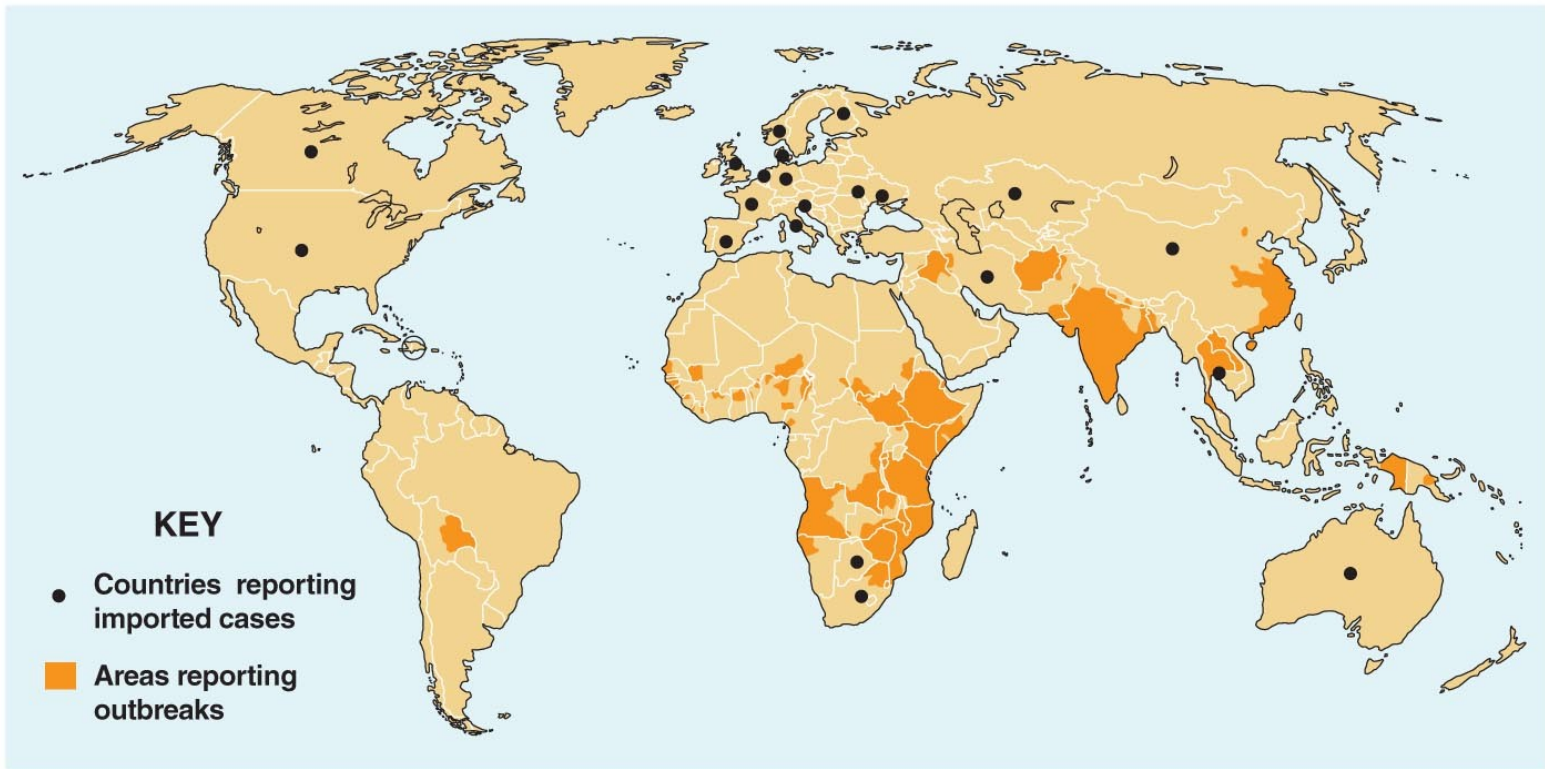 KEY
Countries reporting
imported cases
Areas reporting
outbreaks